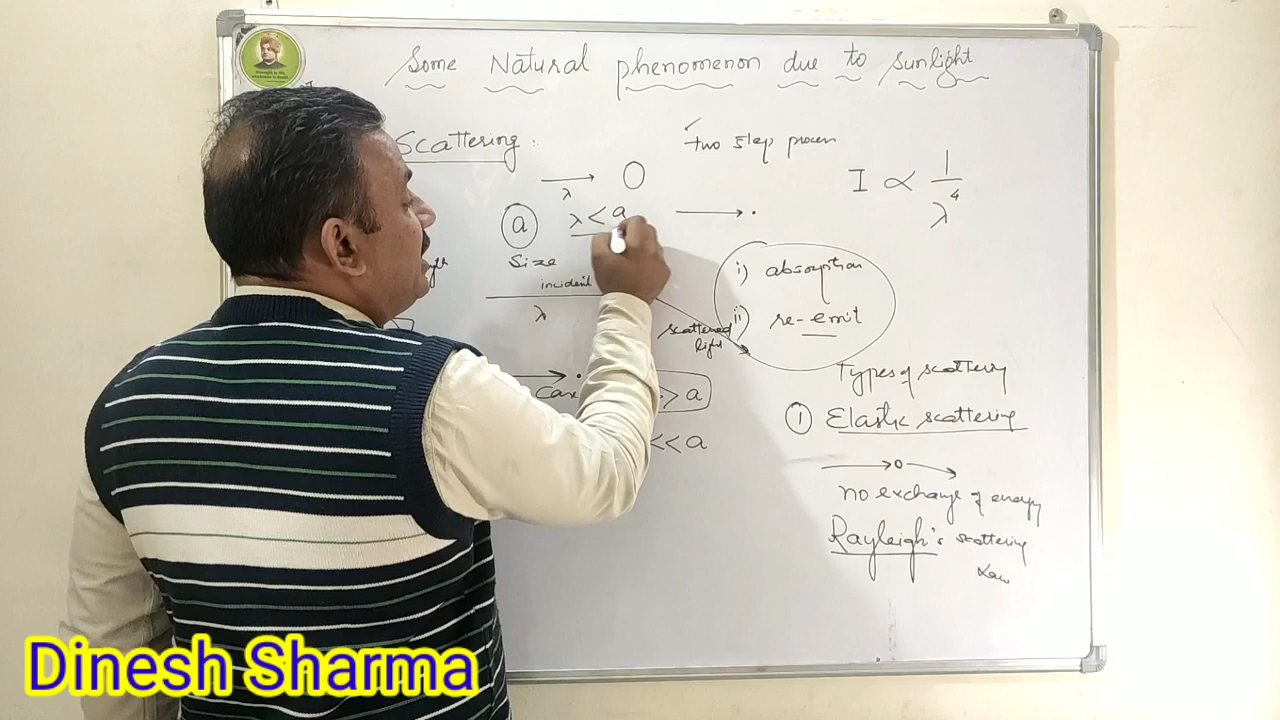 Some Natural phenomenon due to Sunlight
Scattering :
two step process
λ
I ∝ 1/λ⁴
a
λ < a
Size
i) absorption
incident
λ
ii) re-emit
scattered
light
Types of scattering
> a
① Elastic scattering
<< a
no exchange of energy
Rayleigh's scattering
Law
Dinesh Sharma